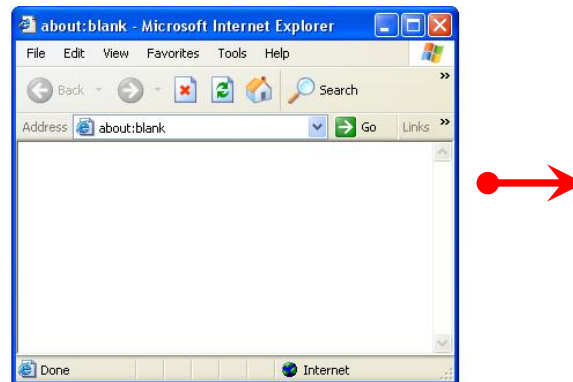 about:blank - Microsoft Internet Explorer
File Edit View Favorites Tools Help
Back Search »
Address about:blank Go Links »
Done Internet